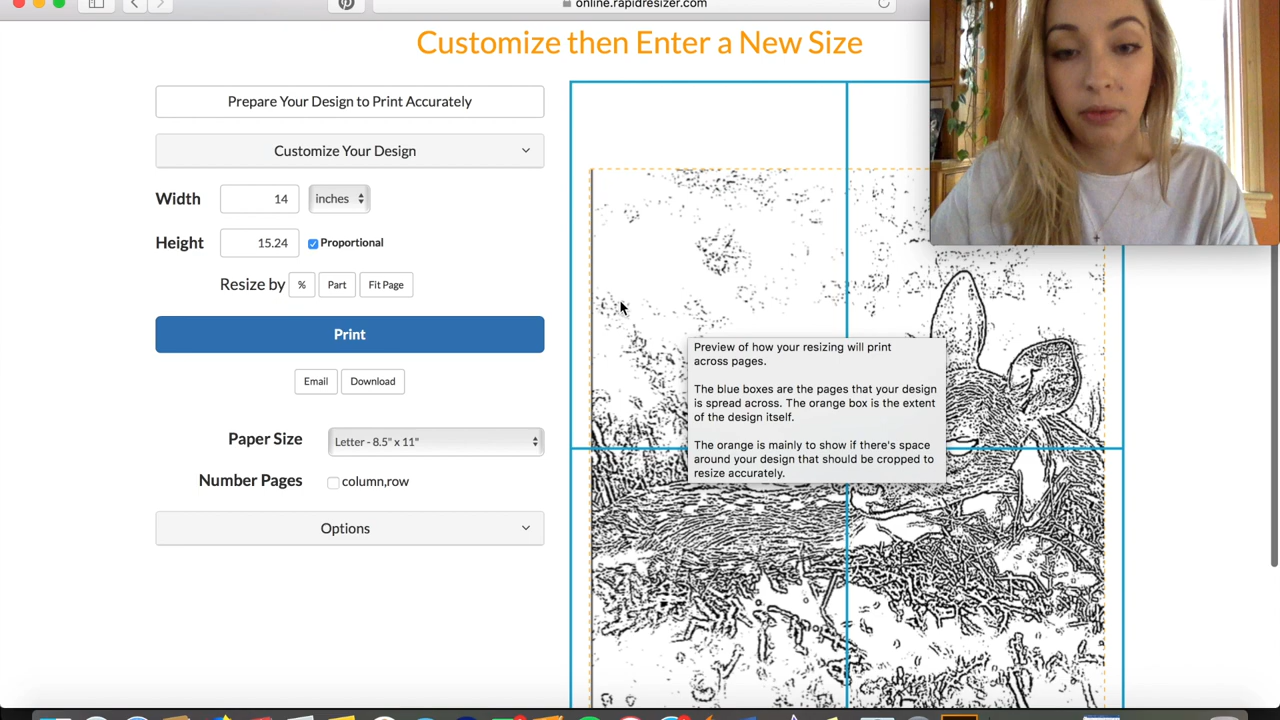 online.rapidresizer.com
Customize then Enter a New Size
Prepare Your Design to Print Accurately
Customize Your Design
Width 14 inches
Height 15.24 Proportional
Resize by % Part Fit Page
Print
Email Download
Paper Size Letter - 8.5" x 11"
Number Pages column,row
Options
Preview of how your resizing will print
across pages.
The blue boxes are the pages that your design
is spread across. The orange box is the extent
of the design itself.
The orange is mainly to show if there's space
around your design that should be cropped to
resize accurately.